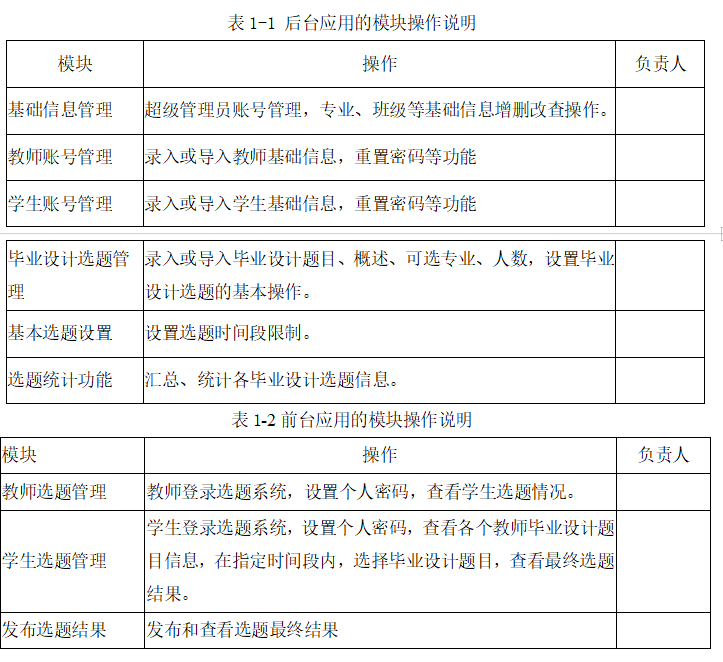 表 1-1 后台应用的模块操作说明
模块 操作 负责人
基础信息管理 超级管理员账号管理，专业、班级等基础信息增删改查操作。
教师账号管理 录入或导入教师基础信息，重置密码等功能
学生账号管理 录入或导入学生基础信息，重置密码等功能
毕业设计选题管
理
录入或导入毕业设计题目、概述、可选专业、人数，设置毕业
设计选题的基本操作。
基本选题设置 设置选题时间段限制。
选题统计功能 汇总、统计各毕业设计选题信息。
表 1-2 前台应用的模块操作说明
模块 操作 负责人
教师选题管理 教师登录选题系统，设置个人密码，查看学生选题情况。
学生选题管理
学生登录选题系统，设置个人密码，查看各个教师毕业设计题
目信息，在指定时间段内，选择毕业设计题目，查看最终选题
结果。
发布选题结果 发布和查看选题最终结果